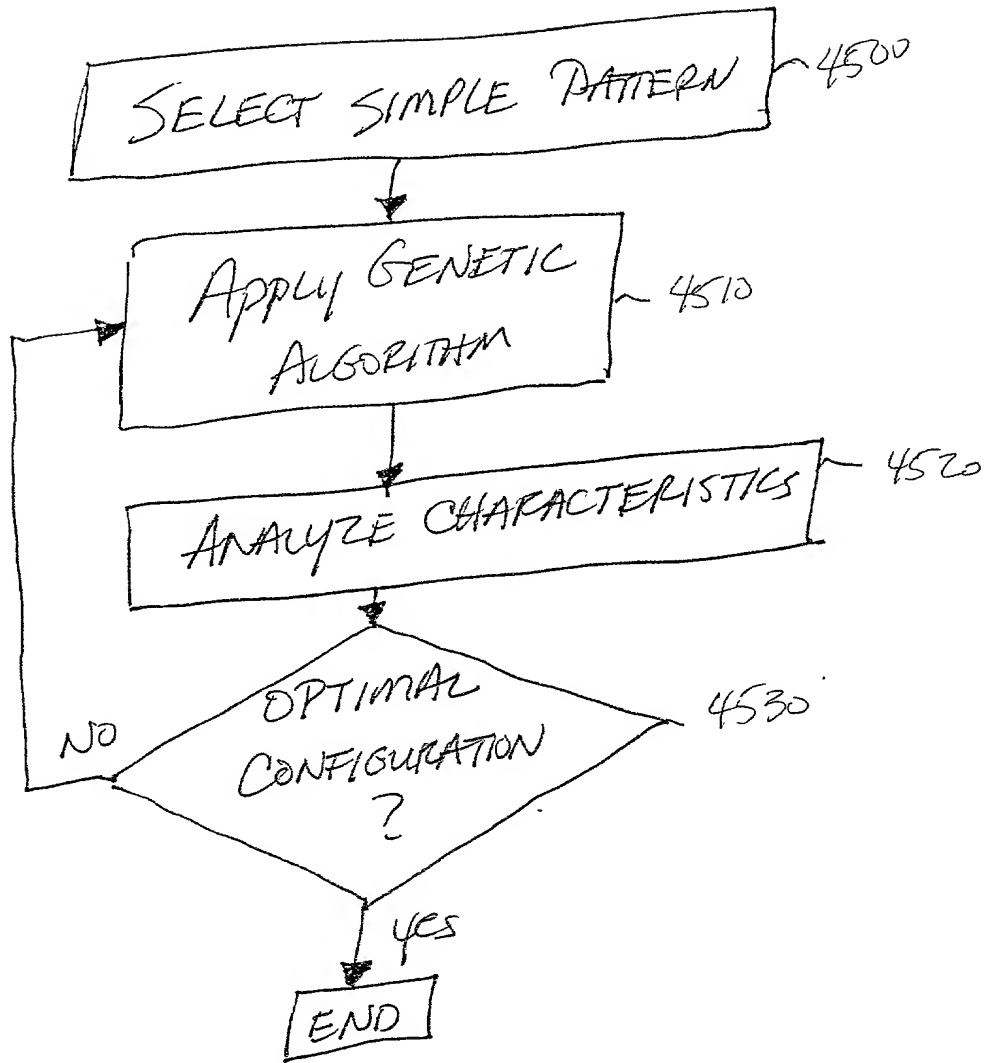 SELECT SIMPLE PATTERN
4500
APPLY GENETIC
ALGORITHM
4510
ANALYZE CHARACTERISTICS
4520
OPTIMAL
CONFIGURATION
?
4530
NO
yes
END